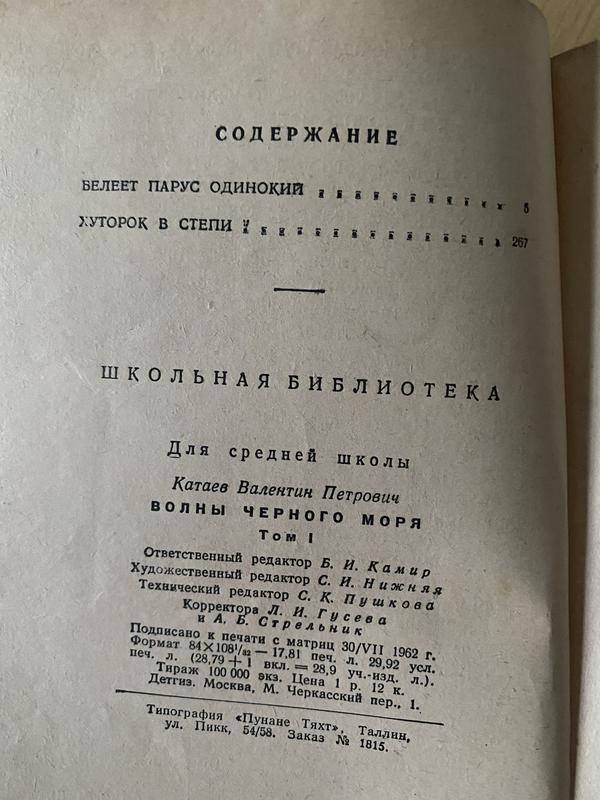 СОДЕРЖАНИЕ
БЕЛЕЕТ ПАРУС ОДИНОКИЙ 5
ХУТОРОК В СТЕПИ 267
ШКОЛЬНАЯ БИБЛИОТЕКА
Для средней школы
Катаев Валентин Петрович
ВОЛНЫ ЧЕРНОГО МОРЯ
Том I
Ответственный редактор Б. И. Камир
Художественный редактор С. И. Нижняя
Технический редактор С. К. Пушкова
Корректора Л. И. Гусева
и А. Б. Стрельник
Подписано к печати с матриц 30/VII 1962 г.
Формат 84×108¹/₃₂ — 17,81 печ. л. 29,92 усл.
печ. л. (28,79 + 1 вкл. = 28,9 уч.-изд. л.).
Тираж 100 000 экз. Цена 1 р. 12 к.
Детгиз. Москва, М. Черкасский пер., 1.
Типография «Пунане Тяхт», Таллин,
ул. Пикк, 54/58. Заказ № 1815.